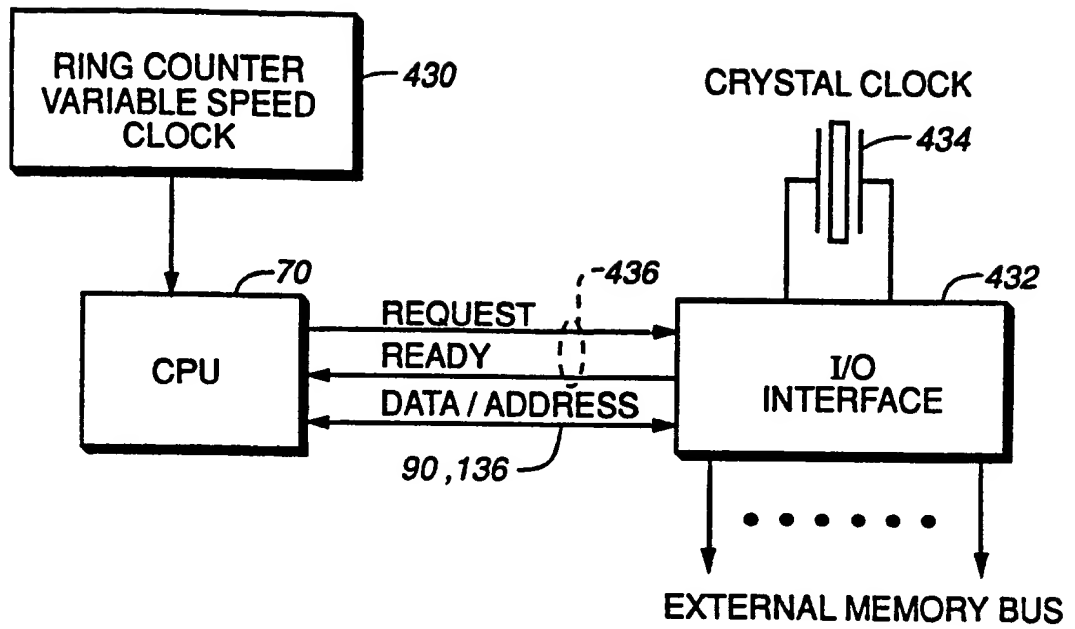 RING COUNTER
VARIABLE SPEED
CLOCK
430
CRYSTAL CLOCK
434
70
436
432
REQUEST
READY
DATA / ADDRESS
CPU
I/O
INTERFACE
90 , 136
EXTERNAL MEMORY BUS